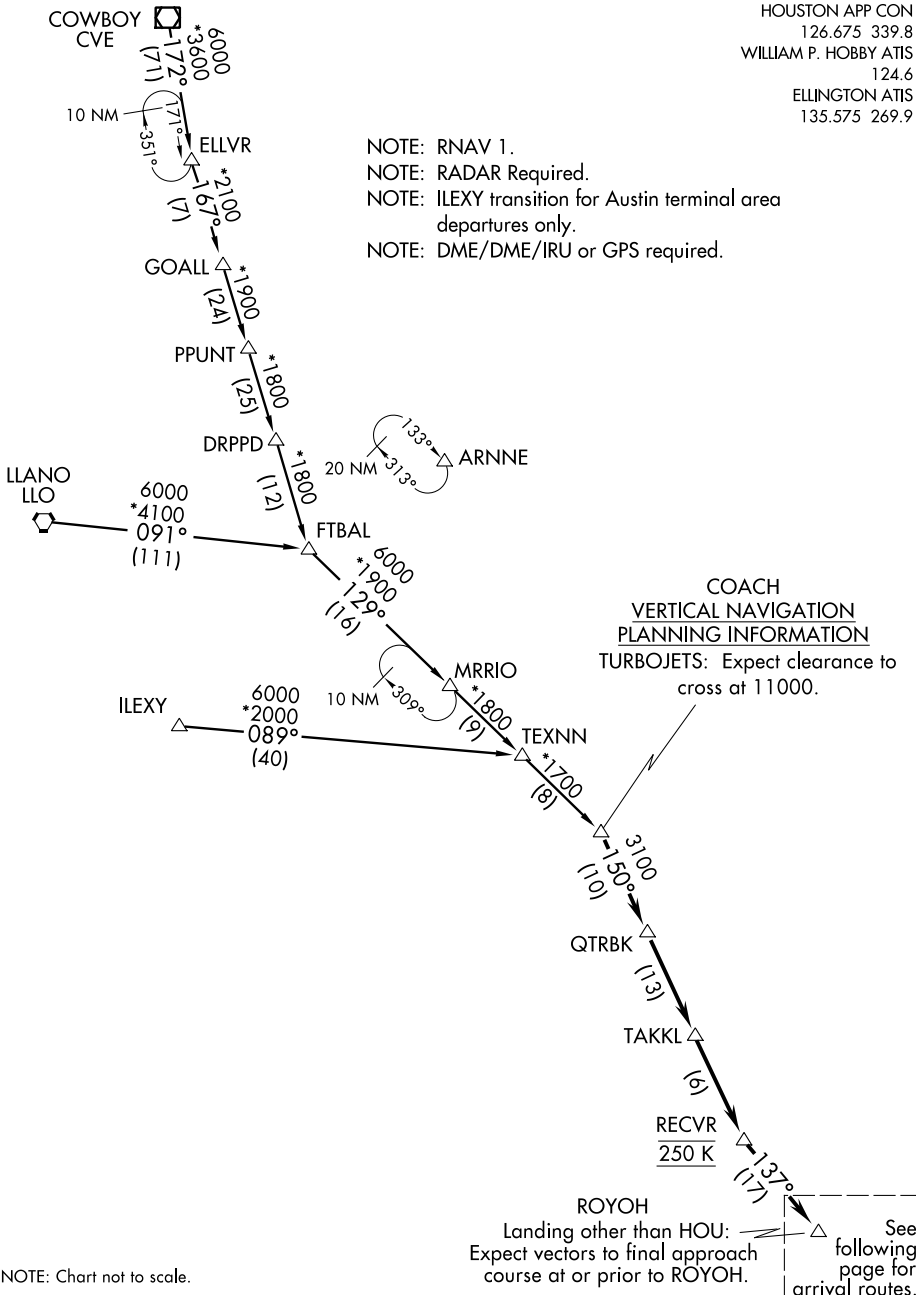 COWBOY
CVE
6000
*3600
172°
(71)
HOUSTON APP CON
126.675 339.8
WILLIAM P. HOBBY ATIS
124.6
ELLINGTON ATIS
135.575 269.9
10 NM
171°
351°
ELLVR
*2100
167°
(7)
NOTE: RNAV 1.
NOTE: RADAR Required.
NOTE: ILEXY transition for Austin terminal area
departures only.
NOTE: DME/DME/IRU or GPS required.
GOALL
*1900
(24)
PPUNT
*1800
(25)
DRPPD
*1800
(12)
133°
313°
20 NM
ARNNE
LLANO
LLO
6000
*4100
091°
(111)
FTBAL
6000
*1900
129°
(16)
COACH
VERTICAL NAVIGATION
PLANNING INFORMATION
TURBOJETS: Expect clearance to
cross at 11000.
10 NM
309°
MRRIO
*1800
(9)
ILEXY
6000
*2000
089°
(40)
TEXNN
*1700
(8)
3100
150°
(10)
QTRBK
(13)
TAKKL
(6)
RECVR
250 K
137°
(17)
ROYOH
Landing other than HOU:
Expect vectors to final approach
course at or prior to ROYOH.
See
following
page for
arrival routes.
NOTE: Chart not to scale.